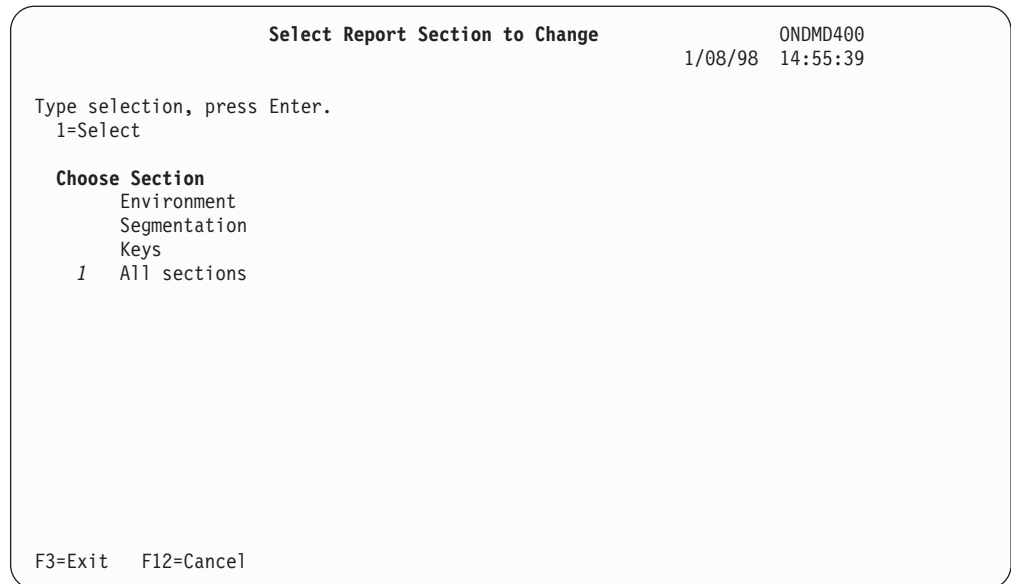 Select Report Section to Change ONDMD400
1/08/98 14:55:39
Type selection, press Enter.
1=Select
Choose Section
Environment
Segmentation
Keys
1 All sections
F3=Exit F12=Cancel